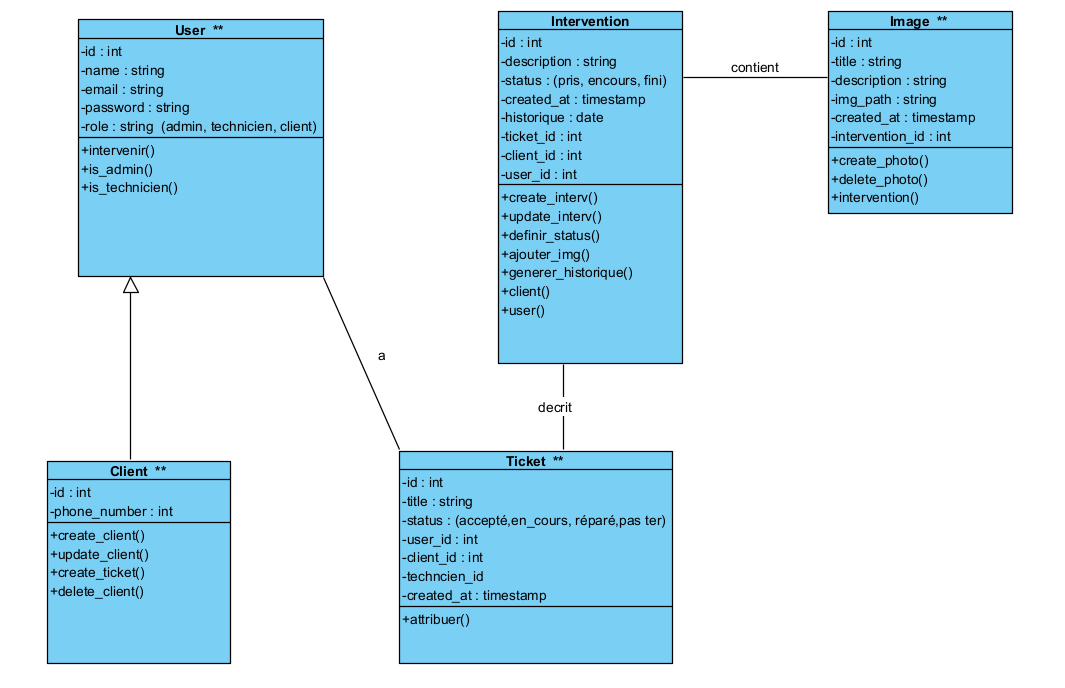 User  **
-id : int
-name : string
-email : string
-password : string
-role : string  (admin, technicien, client)
+intervenir()
+is_admin()
+is_technicien()
Intervention
-id : int
-description : string
-status : (pris, encours, fini)
-created_at : timestamp
-historique : date
-ticket_id : int
-client_id : int
-user_id : int
+create_interv()
+update_interv()
+definir_status()
+ajouter_img()
+generer_historique()
+client()
+user()
contient
Image  **
-id : int
-title : string
-description : string
-img_path : string
-created_at : timestamp
-intervention_id : int
+create_photo()
+delete_photo()
+intervention()
a
decrit
Client  **
-id : int
-phone_number : int
+create_client()
+update_client()
+create_ticket()
+delete_client()
Ticket  **
-id : int
-title : string
-status : (accepté,en_cours, réparé,pas ter)
-user_id : int
-client_id : int
-techncien_id
-created_at : timestamp
+attribuer()